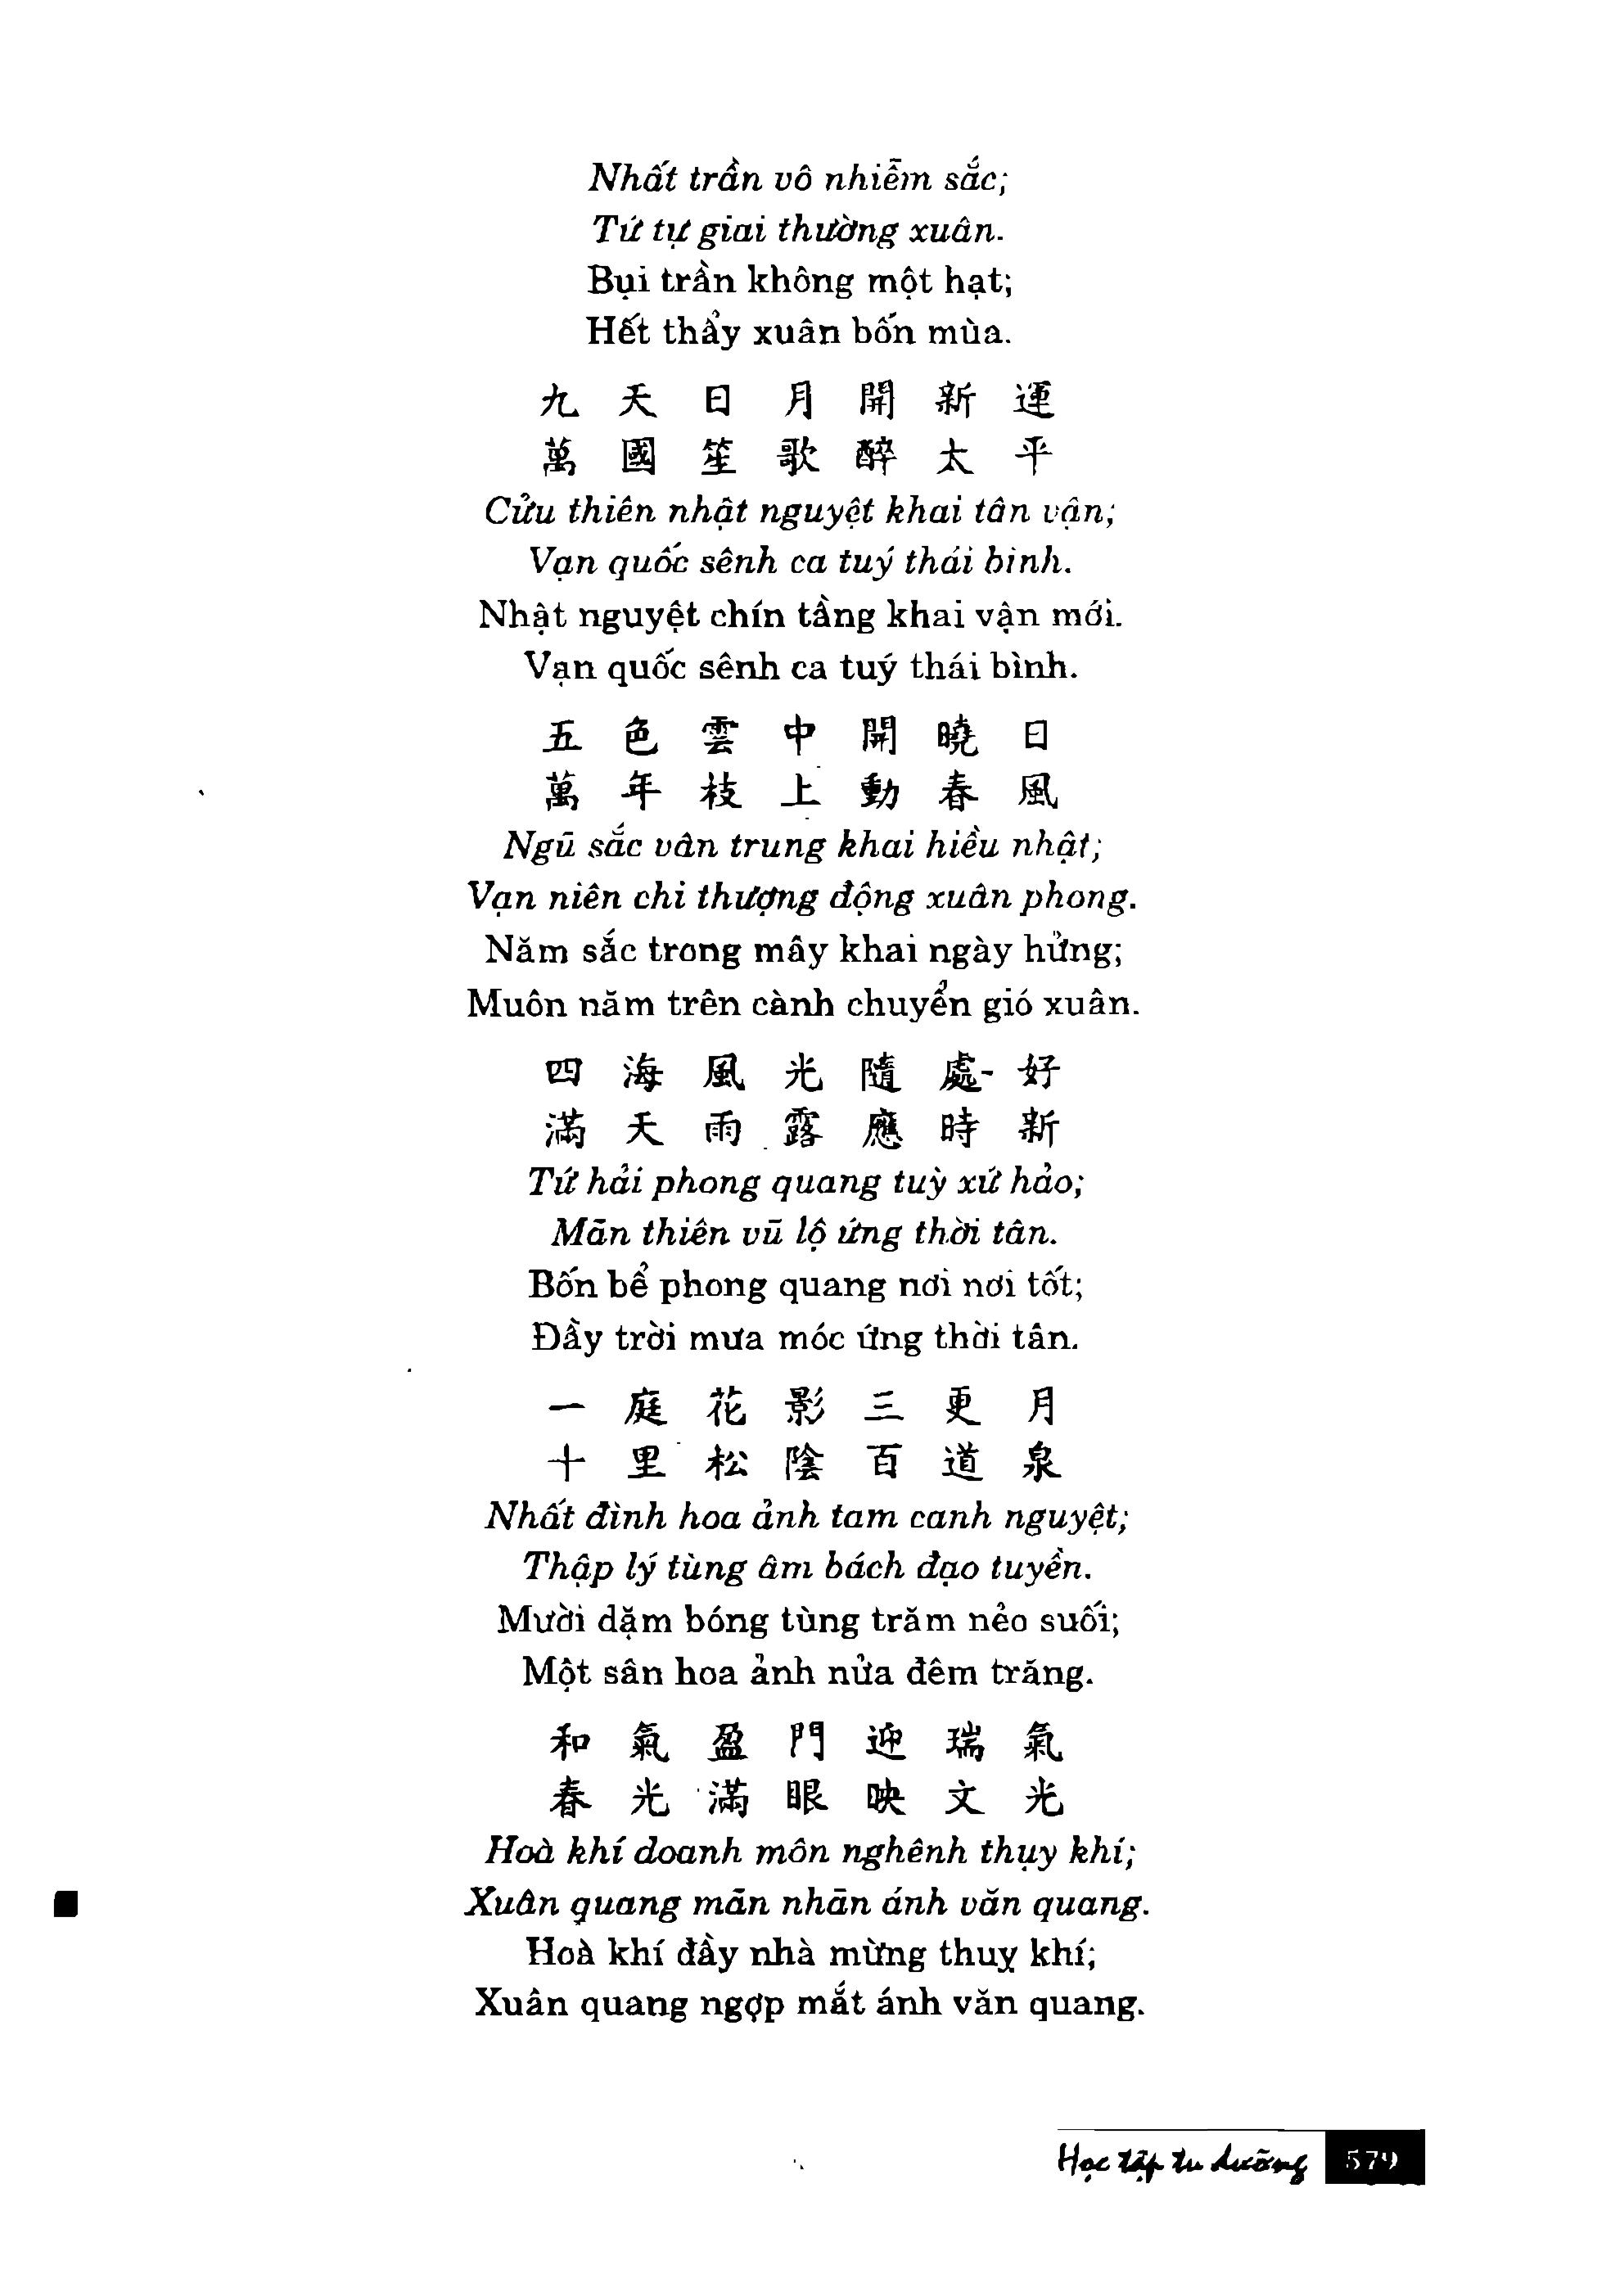 Nhất trần vô nhiễm sắc;
Tứ tự giai thường xuân.
Bụi trần không một hạt;
Hết thảy xuân bốn mùa.
九天日月開新運
萬國笙歌醉太平
Cửu thiên nhật nguyệt khai tân vận;
Vạn quốc sênh ca tuý thái bình.
Nhật nguyệt chín tầng khai vận mới.
Vạn quốc sênh ca tuý thái bình.
五色雲中開曉日
萬年枝上動春風
Ngũ sắc vân trung khai hiều nhật;
Vạn niên chi thượng động xuân phong.
Năm sắc trong mây khai ngày hửng;
Muôn năm trên cành chuyển gió xuân.
四海風光隨處好
滿天雨露應時新
Tứ hải phong quang tuỳ xứ hảo;
Mãn thiên vũ lộ ứng thời tân.
Bốn bể phong quang nơi nơi tốt;
Đầy trời mưa móc ứng thời tân.
一庭花影三更月
十里松陰百道泉
Nhất đình hoa ảnh tam canh nguyệt;
Thập lý tùng âm bách đạo tuyền.
Mười dặm bóng tùng trăm nẻo suối;
Một sân hoa ảnh nửa đêm trăng.
和氣盈門迎瑞氣
春光滿眼映文光
Hoà khí doanh môn nghênh thụy khí;
Xuân quang mãn nhãn ánh văn quang.
Hoà khí đầy nhà mừng thuỵ khí;
Xuân quang ngợp mắt ánh văn quang.
Học tập tu dưỡng 579